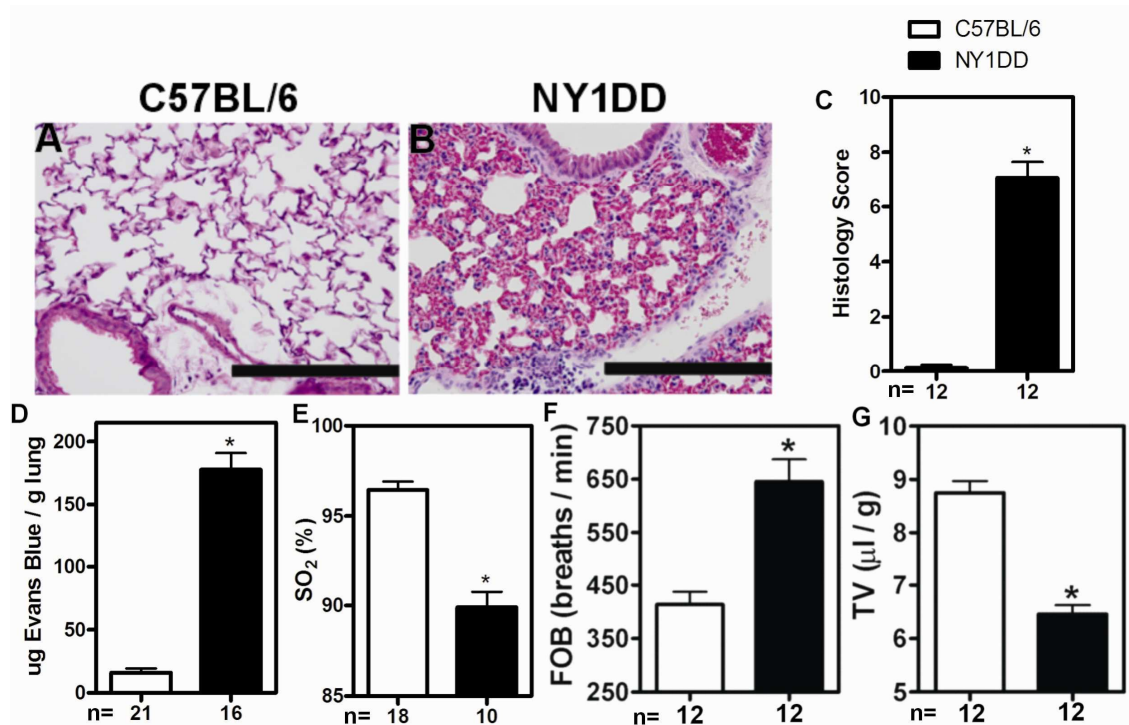 C57BL/6
NY1DD
C57BL/6
NY1DD
A
B
C
Histology Score
10
8
6
4
2
0
*
n= 12 12
D
ug Evans Blue / g lung
200
150
100
50
0
*
n= 21 16
E
SO₂ (%)
100
95
90
85
*
n= 18 10
F
FOB (breaths / min)
750
650
550
450
350
250
*
n= 12 12
G
TV (μl / g)
10
9
8
7
6
5
*
n= 12 12